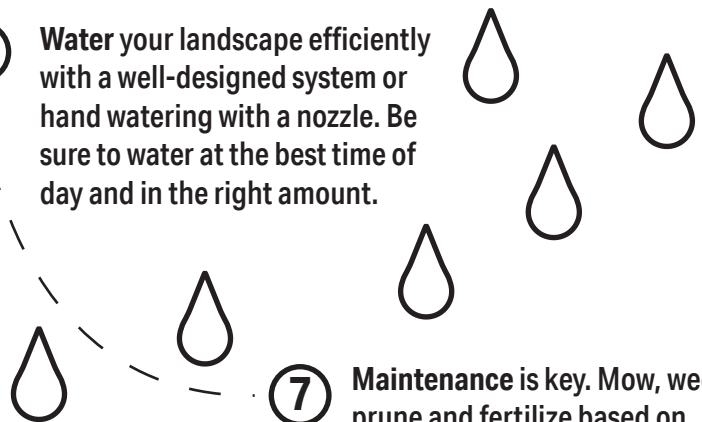 Water your landscape efficiently
with a well-designed system or
hand watering with a nozzle. Be
sure to water at the best time of
day and in the right amount.
7
Maintenance is key. Mow,
prune and fertilize based on